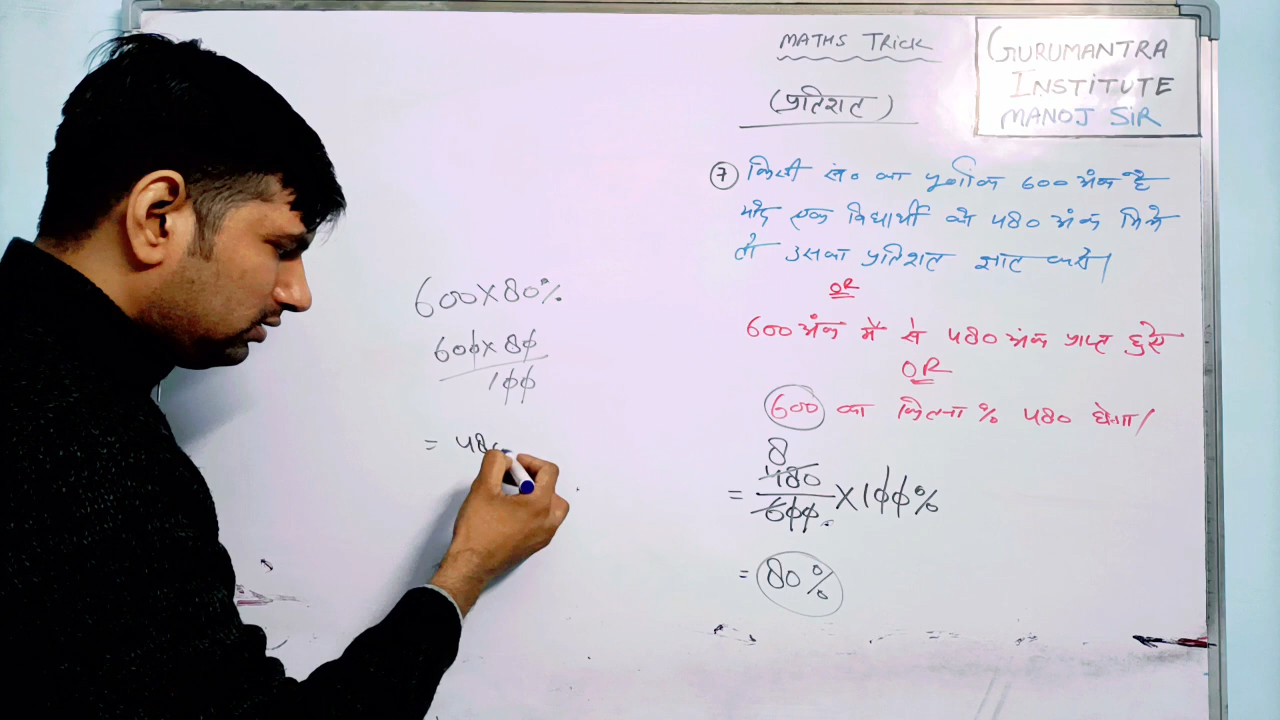 MATHS TRICK
(प्रतिशत)
GURUMANTRA
INSTITUTE
MANOJ SIR
7 किसी सं० का पूर्णांक 600 अंक है
यदि एक विद्यार्थी को 480 अंक मिले
तो उसका प्रतिशत ज्ञात करो।
OR
600 अंक में से 480 अंक प्राप्त हुए
OR
600 का कितना % 480 होगा।
8
= 480/600 × 100%
= 80%
600 × 80%
600 × 80
100
= 480